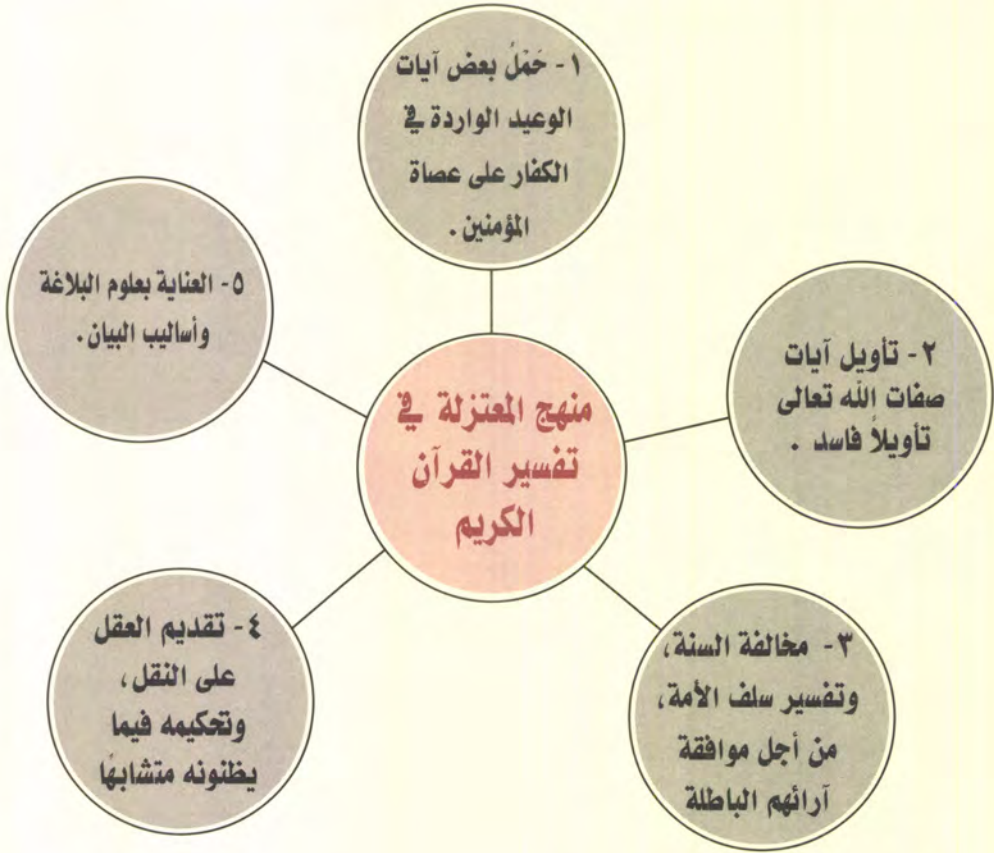 منهج المعتزلة في
تفسير القرآن
الكريم
١- حَمْلُ بعض آيات
الوعيد الواردة في
الكفار على عصاة
المؤمنين .
٢- تأويل آيات
صفات الله تعالى
تأويلاً فاسد .
٣- مخالفة السنة،
وتفسير سلف الأمة،
من أجل موافقة
آرائهم الباطلة
٤- تقديم العقل
على النقل،
وتحكيمه فيما
يظنونه متشابهًا
٥- العناية بعلوم البلاغة
وأساليب البيان .